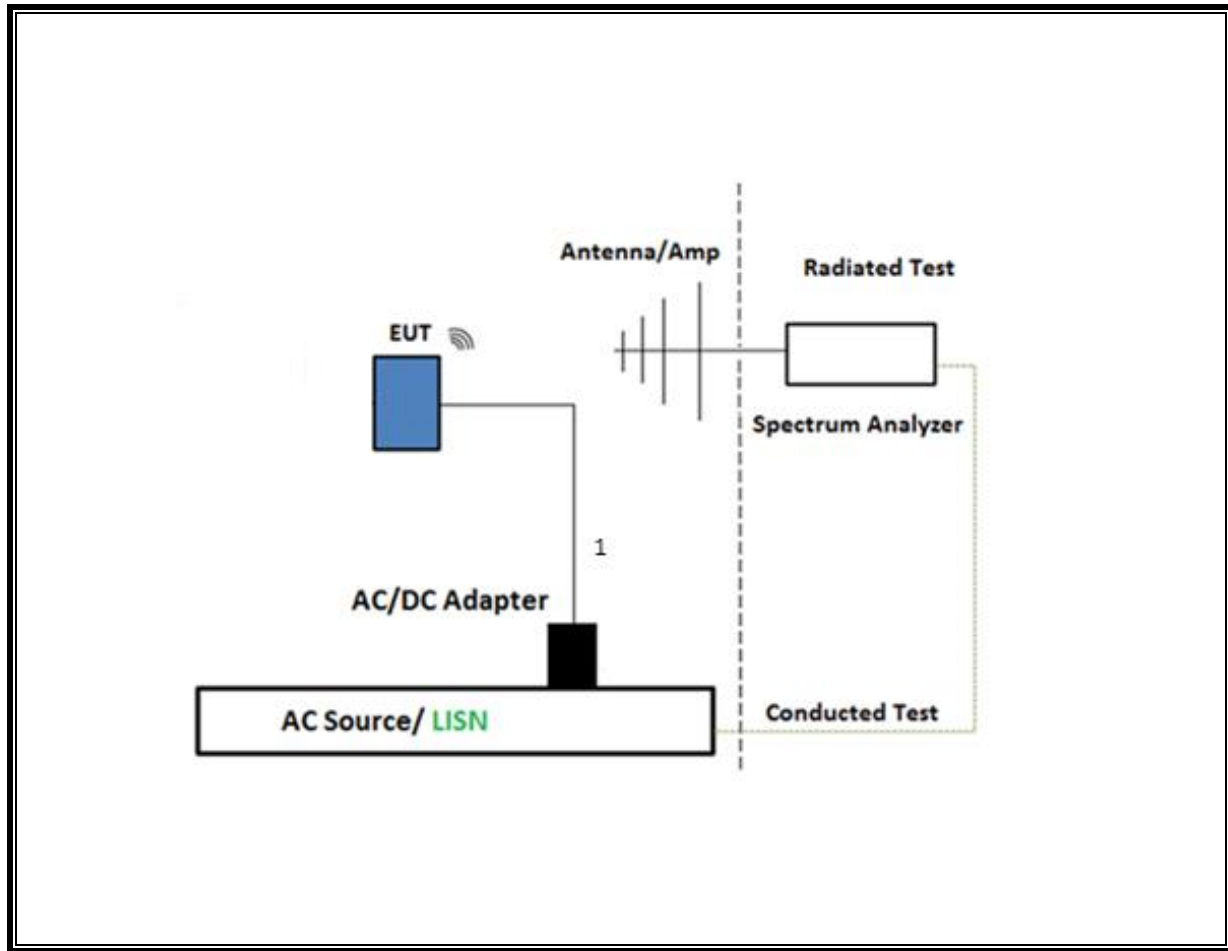 Antenna/Amp
Radiated Test
EUT
Spectrum Analyzer
1
AC/DC Adapter
AC Source/ LISN
Conducted Test